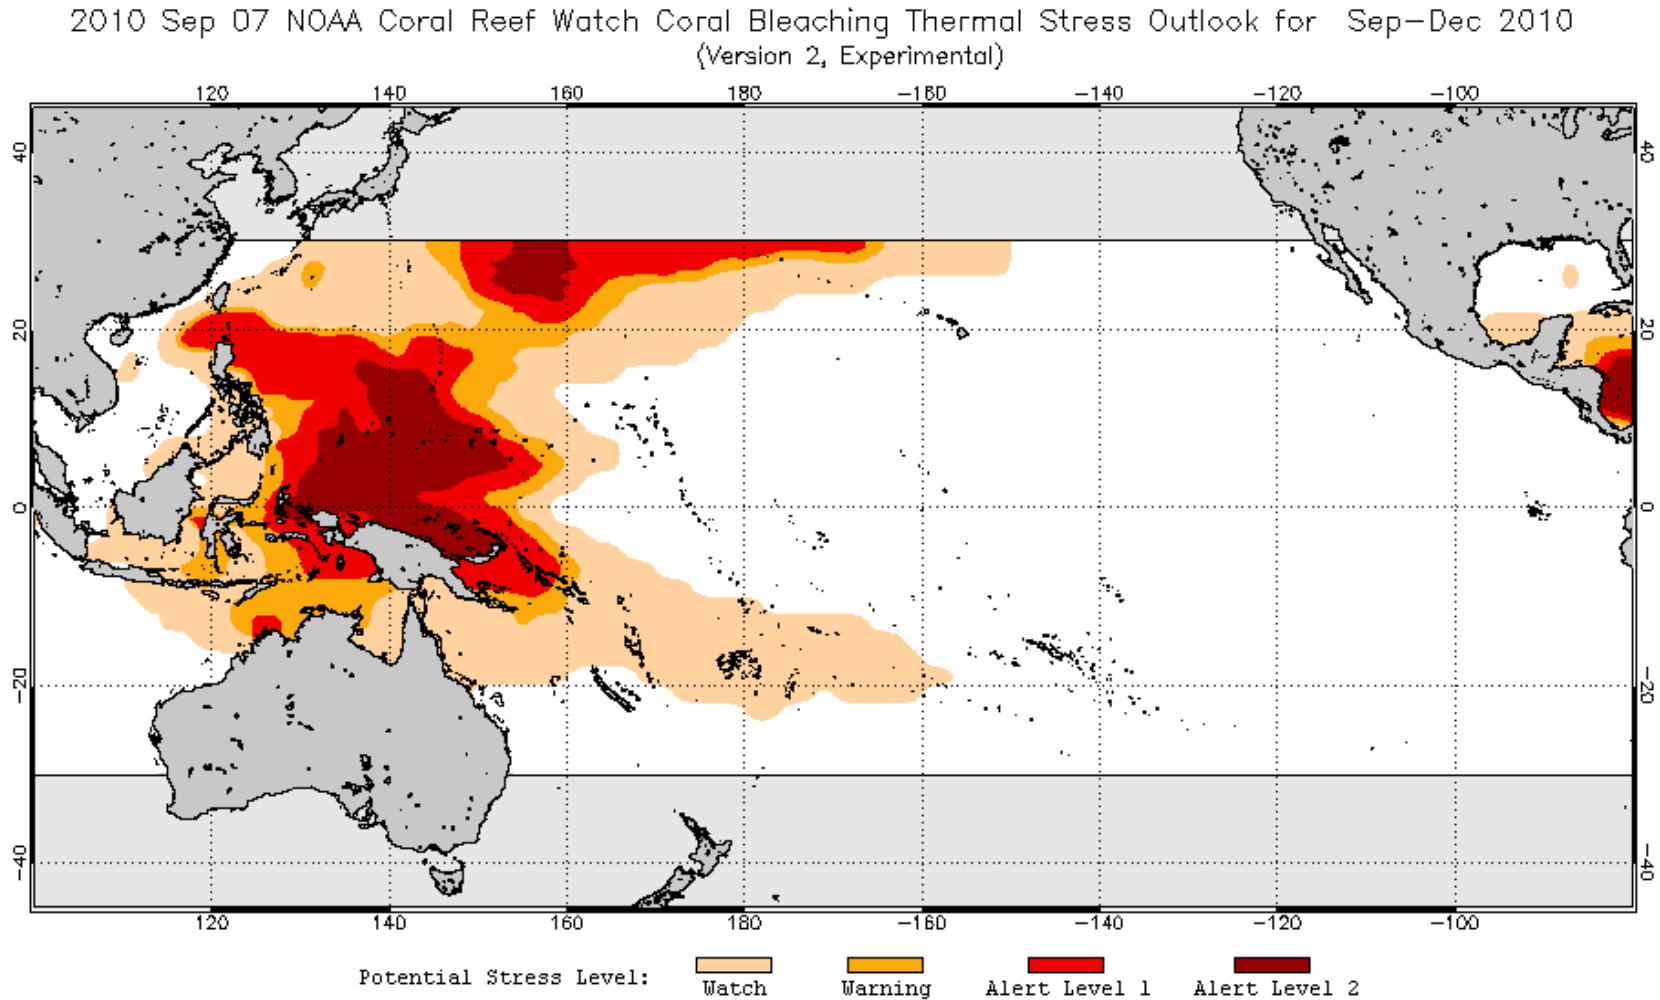 2010 Sep 07 NOAA Coral Reef Watch Coral Bleaching Thermal Stress Outlook for Sep-Dec 2010
(Version 2, Experimental)
120 140 160 180 -160 -140 -120 -100
40 40
20 20
0 0
-20 -20
-40 -40
120 140 160 180 -160 -140 -120 -100
Potential Stress Level:
Watch Warning Alert Level 1 Alert Level 2